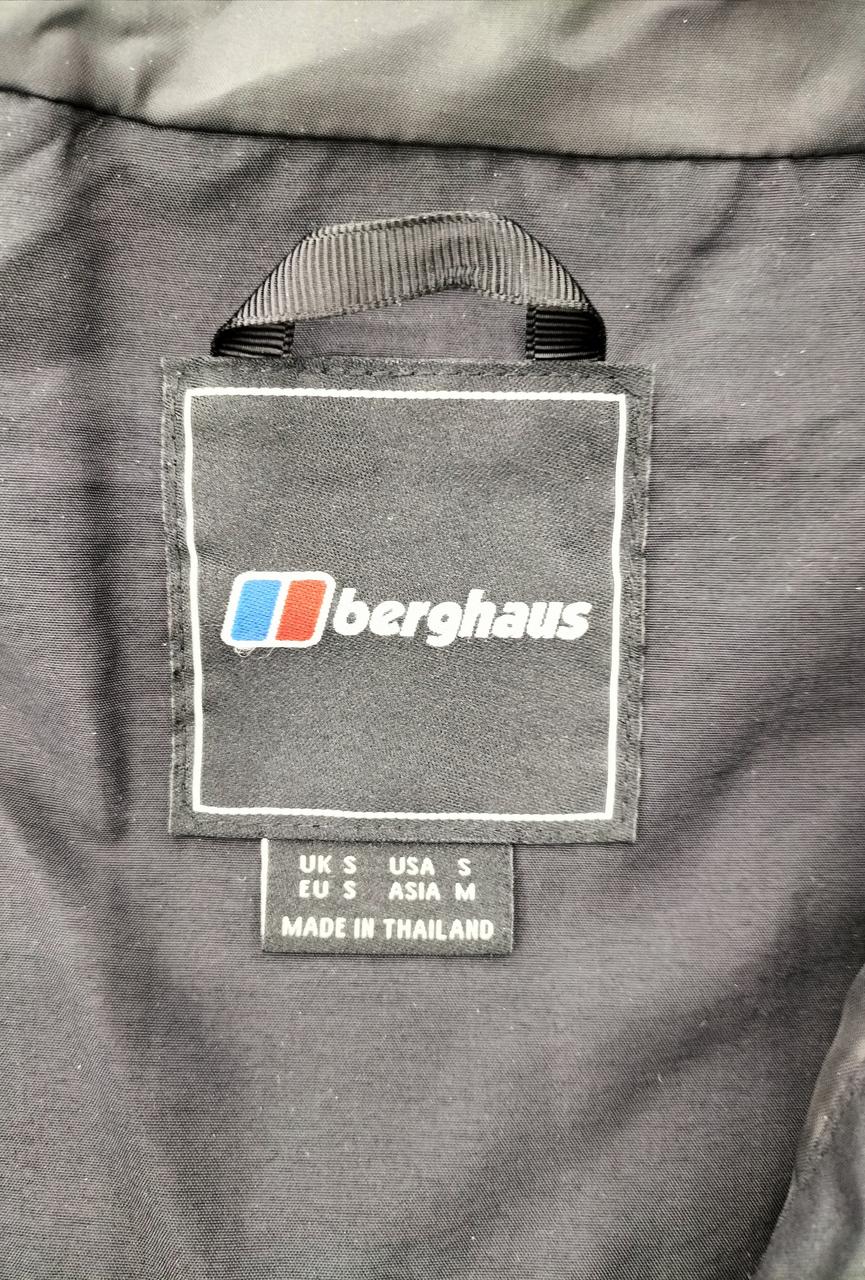 berghaus
UK S USA S
EU S ASIA M
MADE IN THAILAND